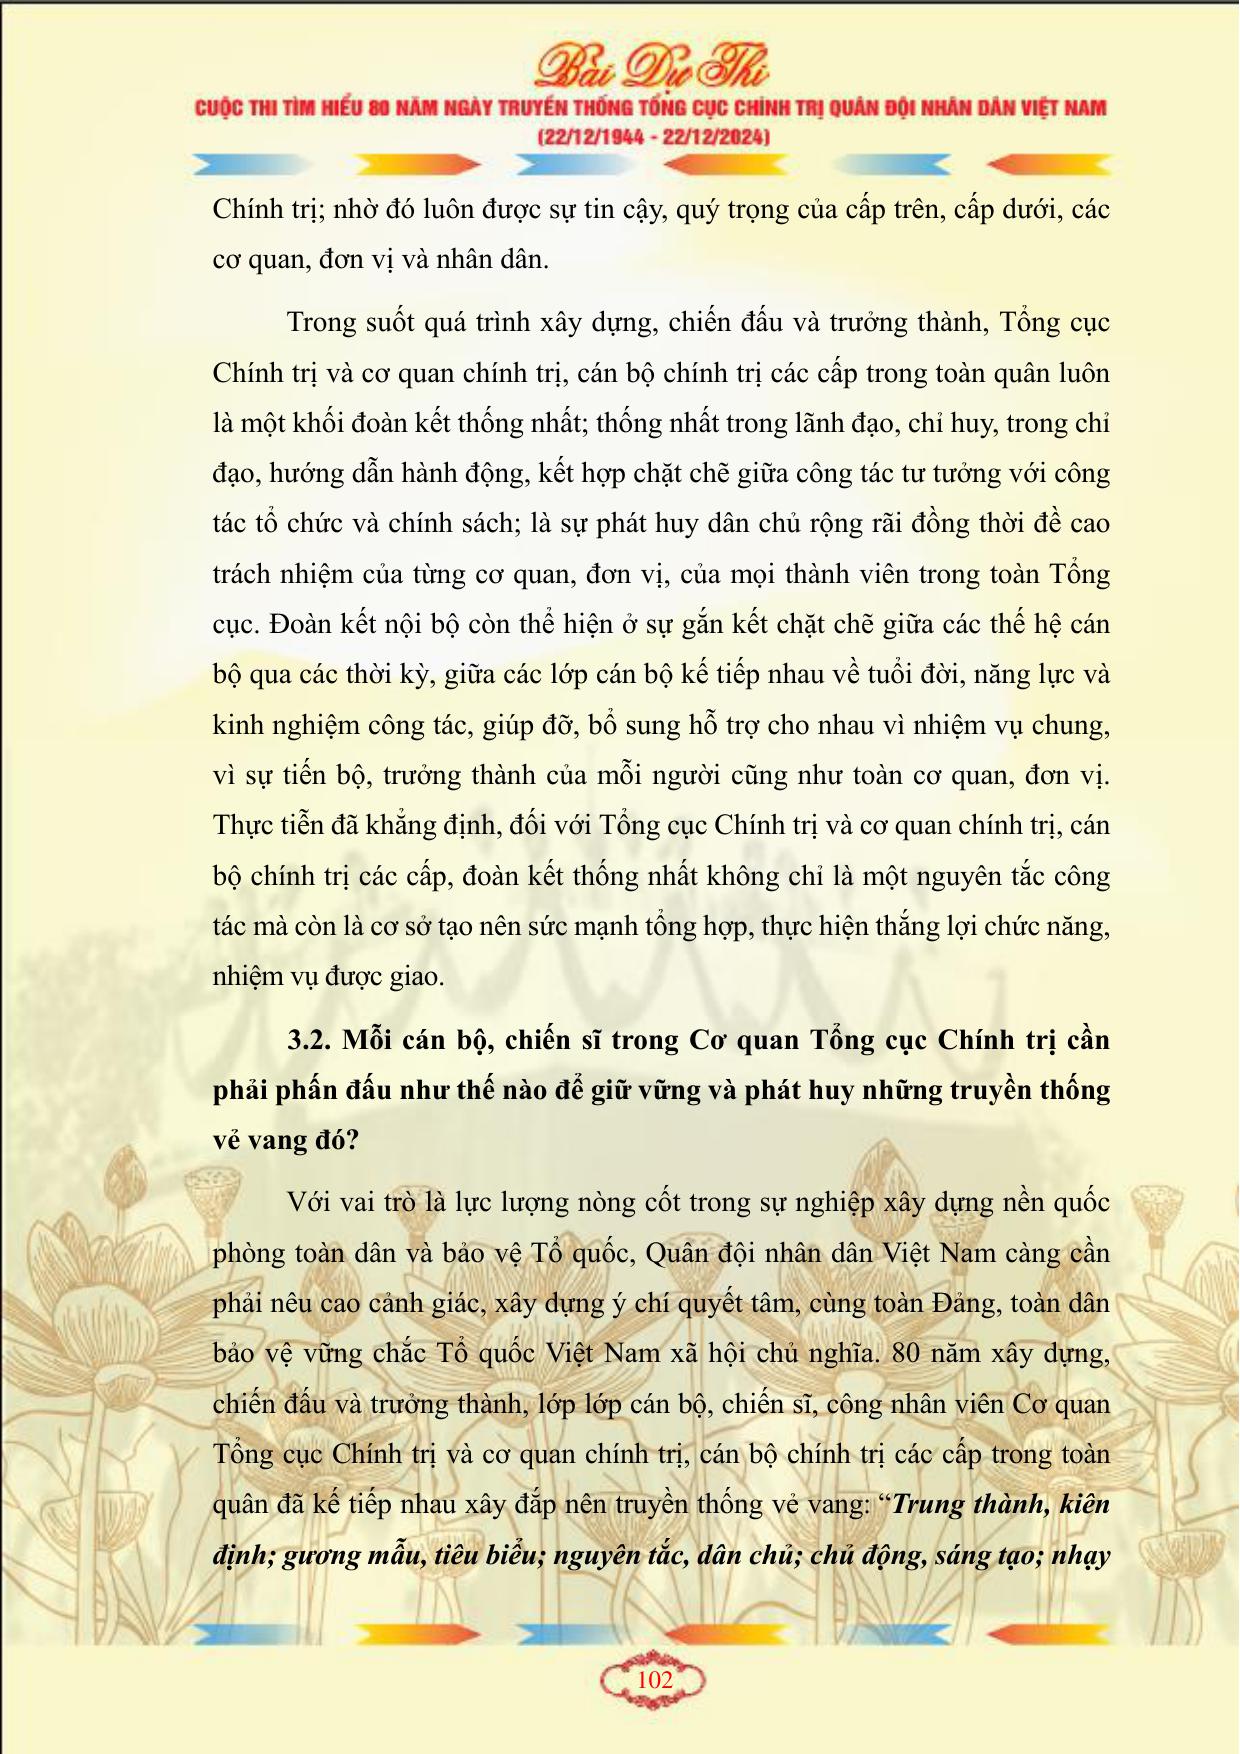 Bài Dự Thi
CUỘC THI TÌM HIỂU 80 NĂM NGÀY TRUYỀN THỐNG TỔNG CỤC CHÍNH TRỊ QUÂN ĐỘI NHÂN DÂN VIỆT NAM
(22/12/1944 - 22/12/2024)
Chính trị; nhờ đó luôn được sự tin cậy, quý trọng của cấp trên, cấp dưới, các
cơ quan, đơn vị và nhân dân.
Trong suốt quá trình xây dựng, chiến đấu và trưởng thành, Tổng cục
Chính trị và cơ quan chính trị, cán bộ chính trị các cấp trong toàn quân luôn
là một khối đoàn kết thống nhất; thống nhất trong lãnh đạo, chỉ huy, trong chỉ
đạo, hướng dẫn hành động, kết hợp chặt chẽ giữa công tác tư tưởng với công
tác tổ chức và chính sách; là sự phát huy dân chủ rộng rãi đồng thời đề cao
trách nhiệm của từng cơ quan, đơn vị, của mọi thành viên trong toàn Tổng
cục. Đoàn kết nội bộ còn thể hiện ở sự gắn kết chặt chẽ giữa các thế hệ cán
bộ qua các thời kỳ, giữa các lớp cán bộ kế tiếp nhau về tuổi đời, năng lực và
kinh nghiệm công tác, giúp đỡ, bổ sung hỗ trợ cho nhau vì nhiệm vụ chung,
vì sự tiến bộ, trưởng thành của mỗi người cũng như toàn cơ quan, đơn vị.
Thực tiễn đã khẳng định, đối với Tổng cục Chính trị và cơ quan chính trị, cán
bộ chính trị các cấp, đoàn kết thống nhất không chỉ là một nguyên tắc công
tác mà còn là cơ sở tạo nên sức mạnh tổng hợp, thực hiện thắng lợi chức năng,
nhiệm vụ được giao.
3.2. Mỗi cán bộ, chiến sĩ trong Cơ quan Tổng cục Chính trị cần
phải phấn đấu như thế nào để giữ vững và phát huy những truyền thống
vẻ vang đó?
Với vai trò là lực lượng nòng cốt trong sự nghiệp xây dựng nền quốc
phòng toàn dân và bảo vệ Tổ quốc, Quân đội nhân dân Việt Nam càng cần
phải nêu cao cảnh giác, xây dựng ý chí quyết tâm, cùng toàn Đảng, toàn dân
bảo vệ vững chắc Tổ quốc Việt Nam xã hội chủ nghĩa. 80 năm xây dựng,
chiến đấu và trưởng thành, lớp lớp cán bộ, chiến sĩ, công nhân viên Cơ quan
Tổng cục Chính trị và cơ quan chính trị, cán bộ chính trị các cấp trong toàn
quân đã kế tiếp nhau xây đắp nên truyền thống vẻ vang: “Trung thành, kiên
định; gương mẫu, tiêu biểu; nguyên tắc, dân chủ; chủ động, sáng tạo; nhạy
102